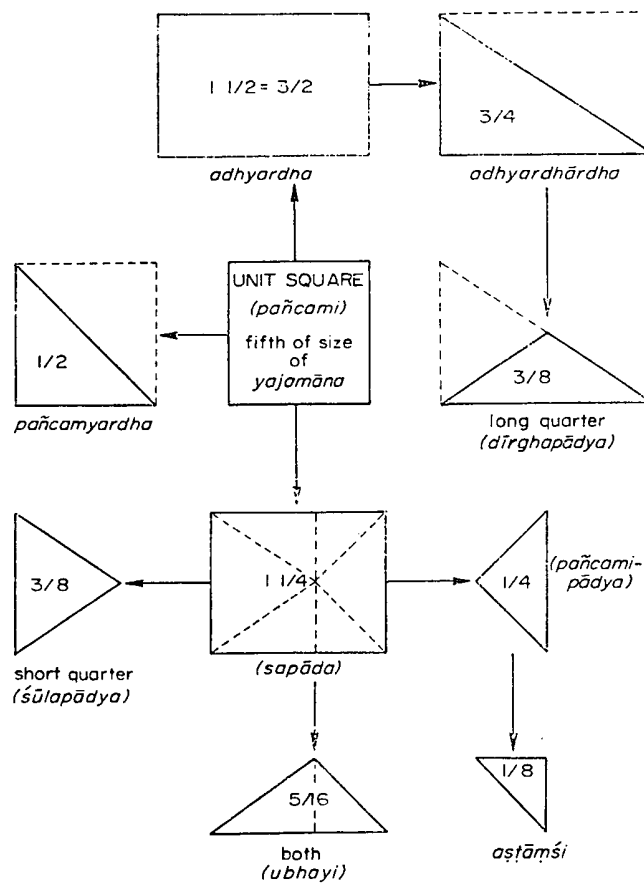 1 1/2 = 3/2
adhyardha
3/4
adhyardhārdha
UNIT SQUARE
(pañcami)
fifth of size
of
yajamāna
1/2
pañcamyardha
3/8
long quarter
(dīrghapādya)
3/8
short quarter
(śūlapādya)
1 1/4
(sapāda)
1/4
(pañcami-
pādya)
5/16
both
(ubhayi)
1/8
aṣṭāṃśi